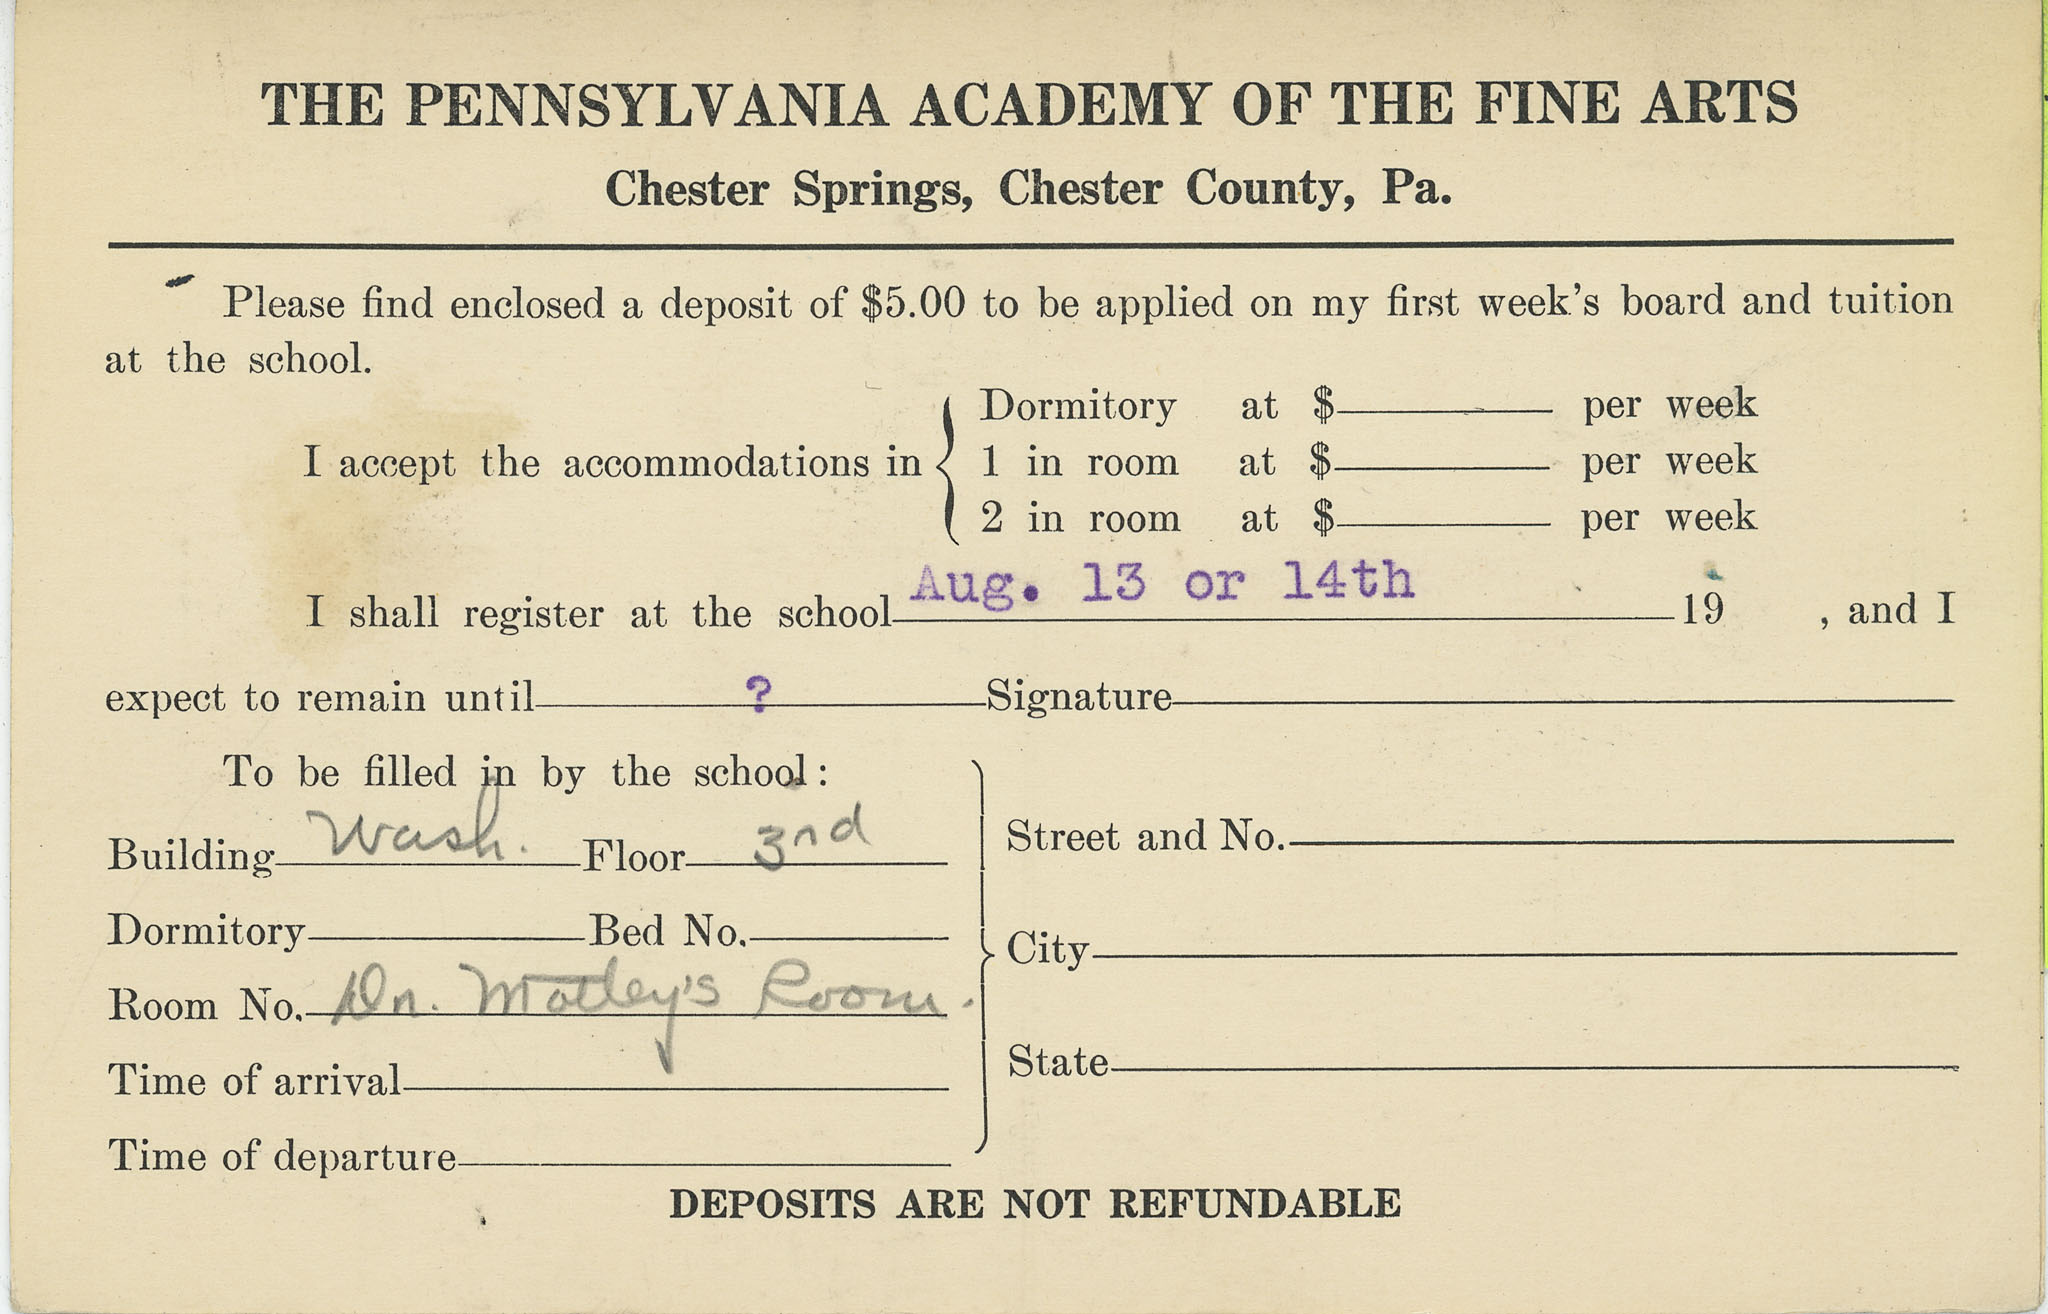 THE PENNSYLVANIA ACADEMY OF THE FINE ARTS
Chester Springs, Chester County, Pa.
Please find enclosed a deposit of $5.00 to be applied on my first week's board and tuition
at the school.
I accept the accommodations in
Dormitory at $ per week
1 in room at $ per week
2 in room at $ per week
I shall register at the school Aug. 13 or 14th 19 , and I
expect to remain until ? Signature
To be filled in by the school:
Building Wash. Floor 3rd
Dormitory Bed No.
Room No. Dr. Motley's Room.
Time of arrival
Time of departure
Street and No.
City
State
DEPOSITS ARE NOT REFUNDABLE